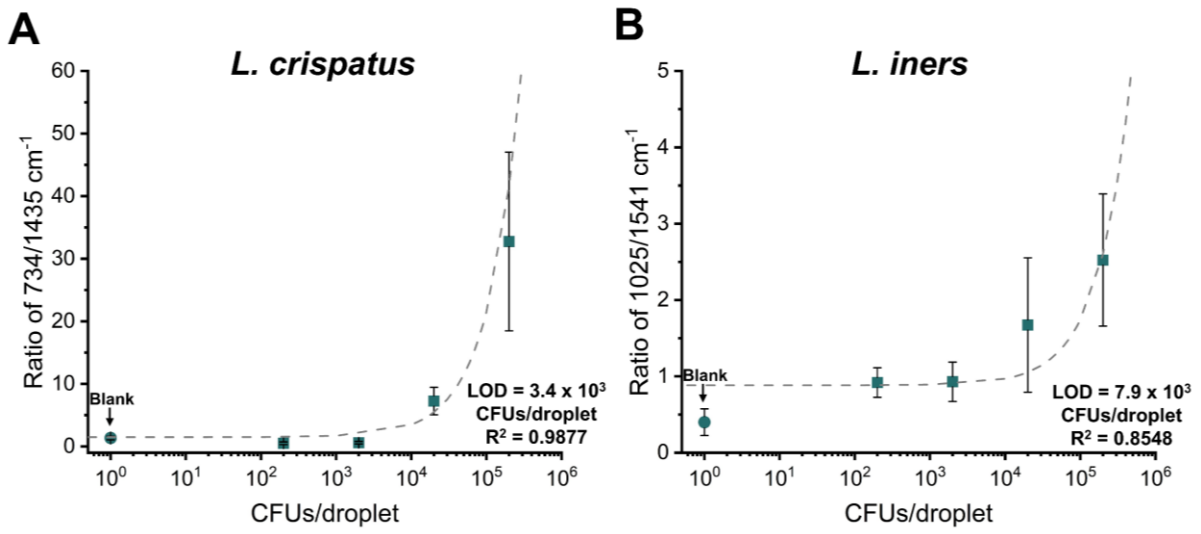 A
L. crispatus
Ratio of 734/1435 cm⁻¹
60
50
40
30
20
10
0
Blank
LOD = 3.4 x 10³
CFUs/droplet
R² = 0.9877
10⁰ 10¹ 10² 10³ 10⁴ 10⁵ 10⁶
CFUs/droplet
B
L. iners
Ratio of 1025/1541 cm⁻¹
5
4
3
2
1
0
Blank
LOD = 7.9 x 10³
CFUs/droplet
R² = 0.8548
10⁰ 10¹ 10² 10³ 10⁴ 10⁵ 10⁶
CFUs/droplet